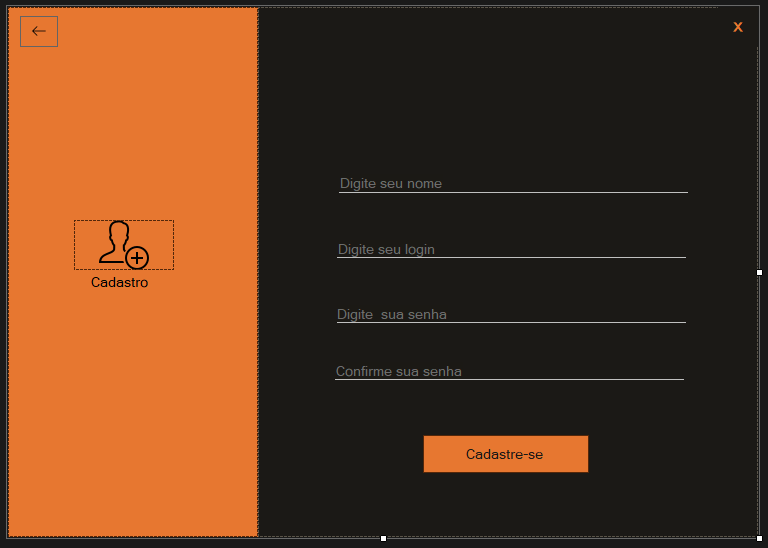 X
Digite seu nome
Digite seu login
Cadastro
Digite  sua senha
Confirme sua senha
Cadastre-se